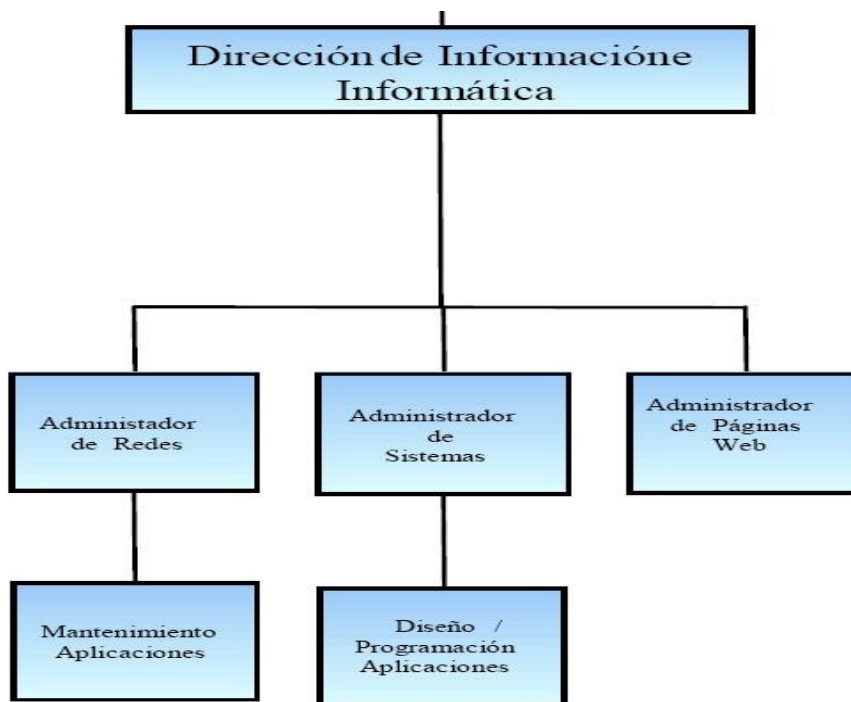 Dirección de Informacióne
Informática
Administador
de Redes
Administrador
de
Sistemas
Administrador
de Páginas
Web
Mantenimiento
Aplicaciones
Diseño /
Programación
Aplicaciones